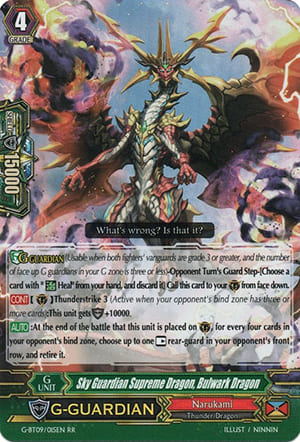 4
GRADE
SHIELD
15000
What's wrong? Is that it?
G GUARDIAN (Usable when both fighters' vanguards are grade 3 or greater, and the number
of face up G guardians in your G zone is three or less)-Opponent Turn's Guard Step-[Choose a
card with " Heal" from your hand, and discard it] Call this card to your (G) from face down.
CONT [(G)]:Thunderstrike 3 (Active when your opponent's bind zone has three or
more cards):This unit gets +10000.
AUTO:At the end of the battle that this unit placed on (G), for every four cards in
your opponent's bind zone, choose up to one rear-guard in your opponent's front
row, and retire it.
G
UNIT
Sky Guardian Supreme Dragon, Bulwark Dragon
G-GUARDIAN
Narukami
Thunder Dragon
G-BT09/015EN RR
ILLUST / NINNIN